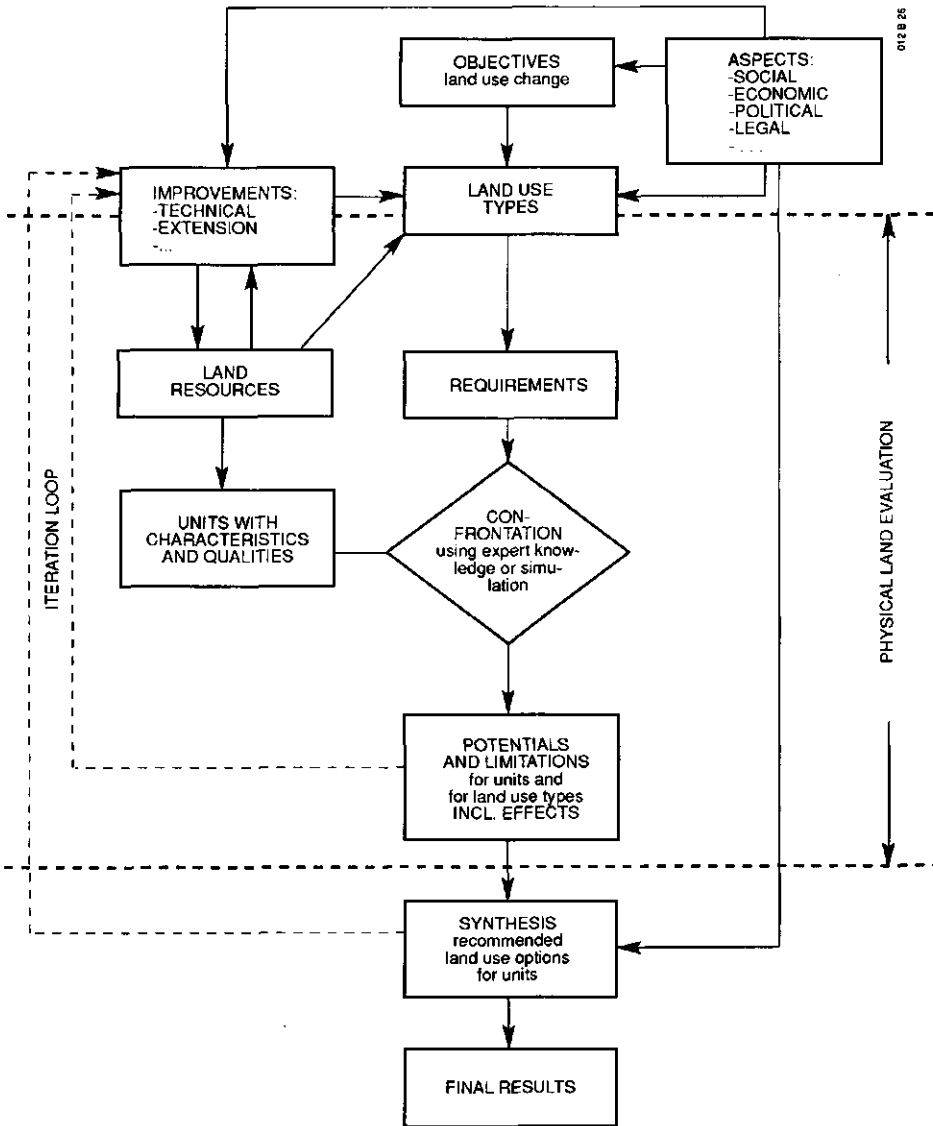 012 B 26
OBJECTIVES
land use change
ASPECTS:
-SOCIAL
-ECONOMIC
-POLITICAL
-LEGAL
-....
IMPROVEMENTS:
-TECHNICAL
-EXTENSION
-...
LAND USE
TYPES
LAND
RESOURCES
REQUIREMENTS
UNITS WITH
CHARACTERISTICS
AND QUALITIES
CON-
FRONTATION
using expert know-
ledge or simu-
lation
ITERATION LOOP
PHYSICAL LAND EVALUATION
POTENTIALS
AND LIMITATIONS
for units and
for land use types
INCL. EFFECTS
SYNTHESIS
recommended
land use options
for units
FINAL RESULTS